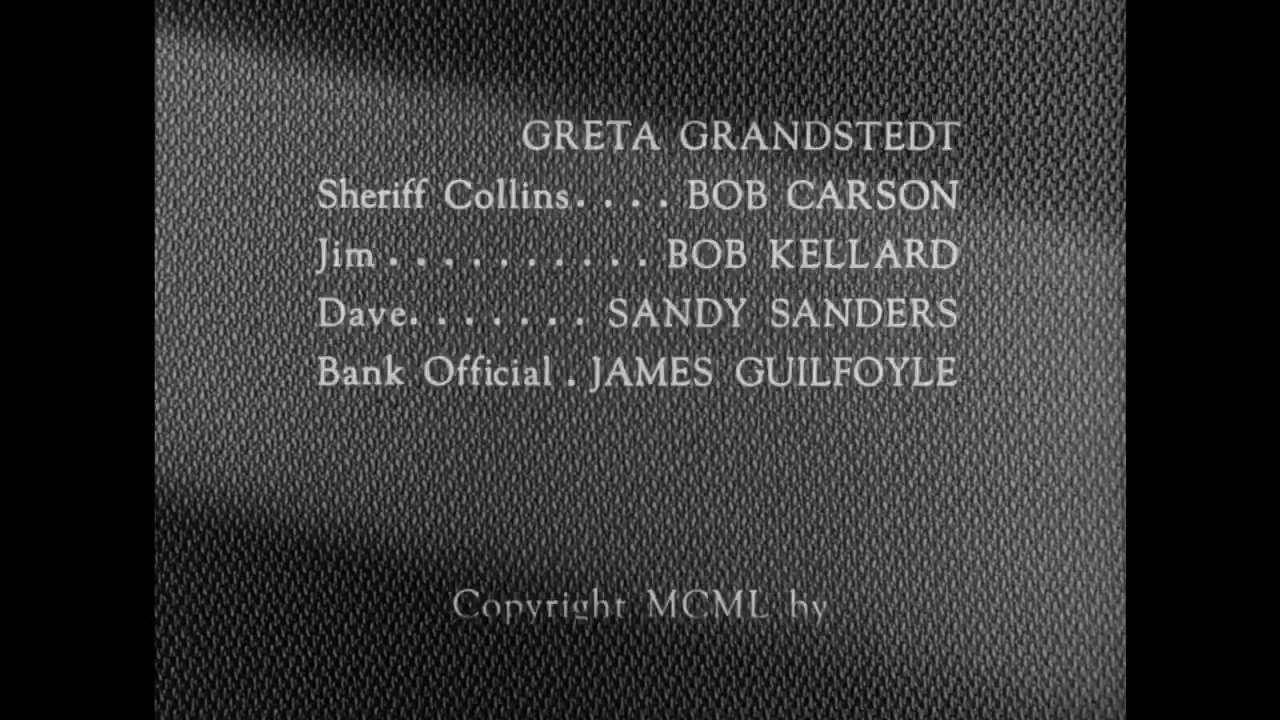 GRETA GRANDSTEDT
Sheriff Collins.... BOB CARSON
Jim.......... BOB KELLARD
Dave....... SANDY SANDERS
Bank Official . JAMES GUILFOYLE
Copyright MCML by